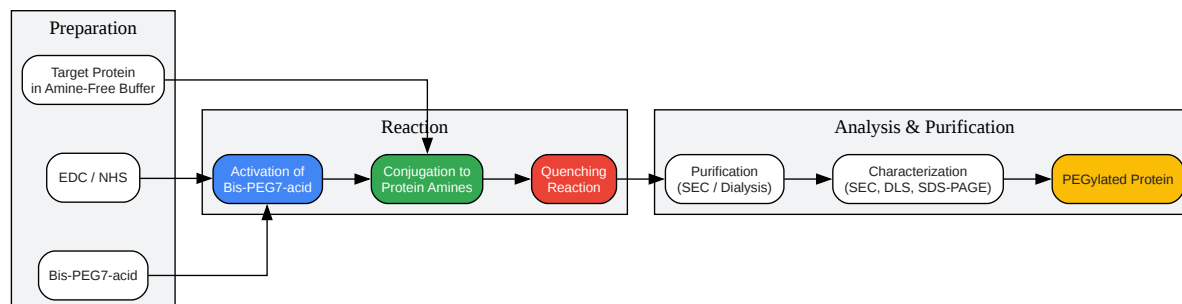 Preparation
Target Protein
in Amine-Free Buffer
EDC / NHS
Bis-PEG7-acid
Reaction
Activation of
Bis-PEG7-acid
Conjugation to
Protein Amines
Quenching
Reaction
Analysis & Purification
Purification
(SEC / Dialysis)
Characterization
(SEC, DLS, SDS-PAGE)
PEGylated Protein